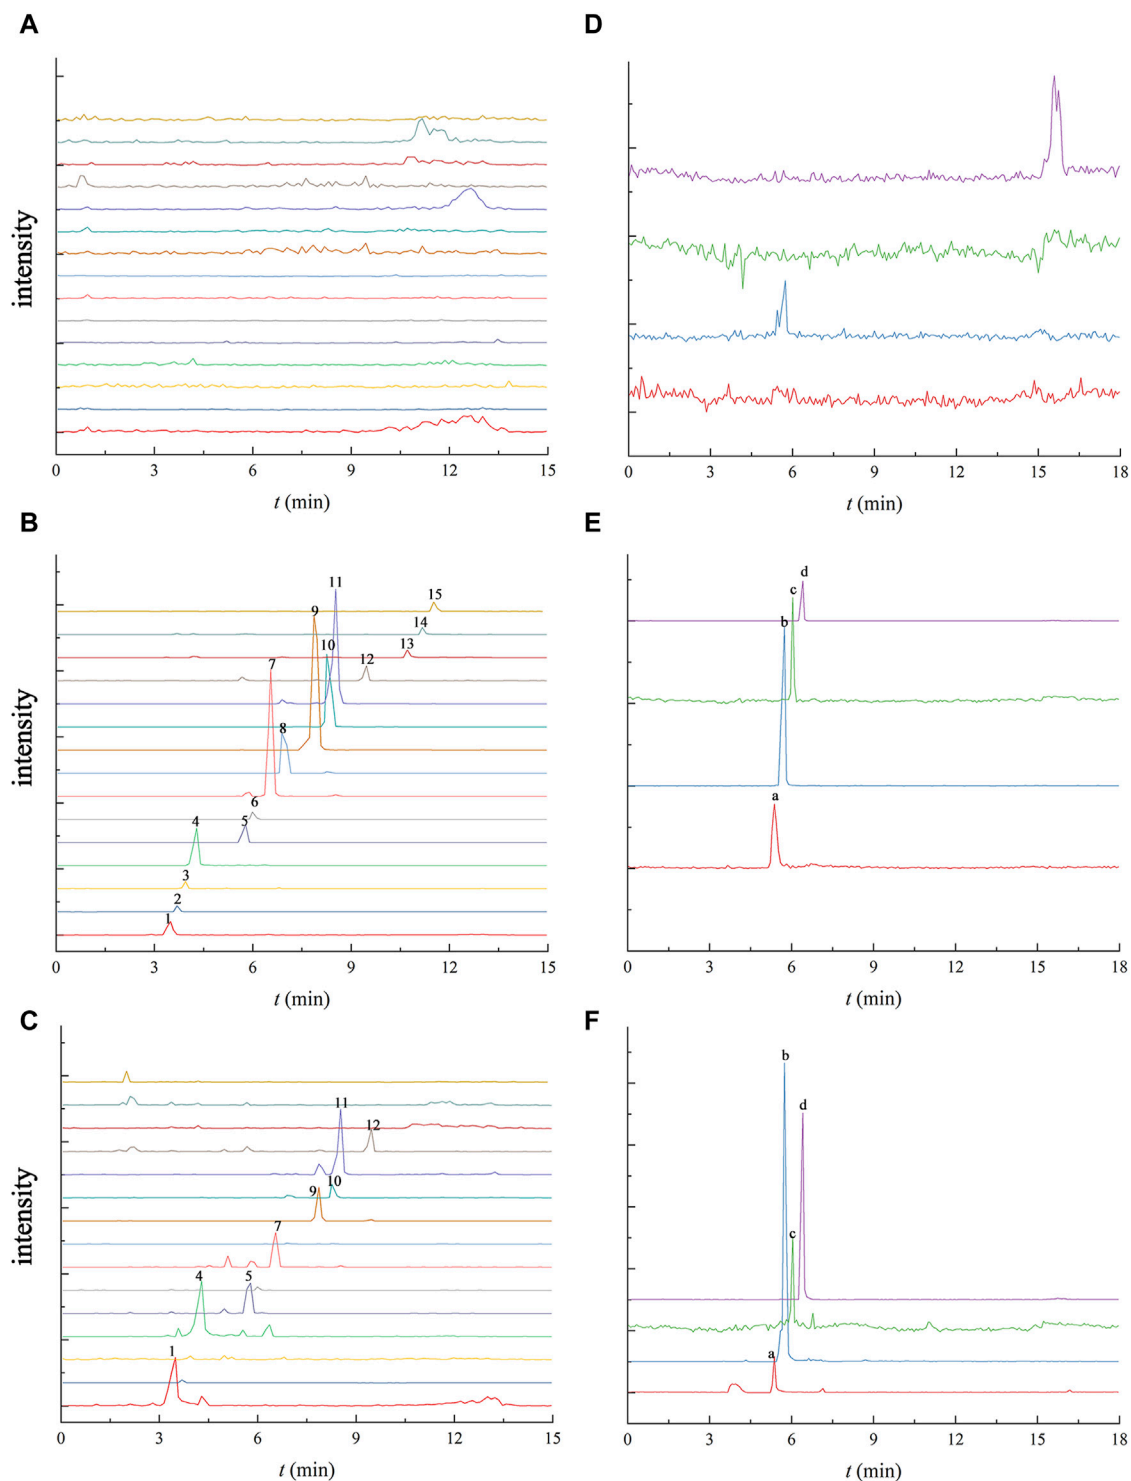 A
intensity
0 3 6 9 12 15
t (min)
D
0 3 6 9 12 15 18
t (min)
B
intensity
1 2 3 4 5 6 7 8 9 10 11 12 13 14 15
0 3 6 9 12 15
t (min)
E
a b c d
0 3 6 9 12 15 18
t (min)
C
intensity
1 4 5 7 9 10 11 12
0 3 6 9 12 15
t (min)
F
a b c d
0 3 6 9 12 15 18
t (min)